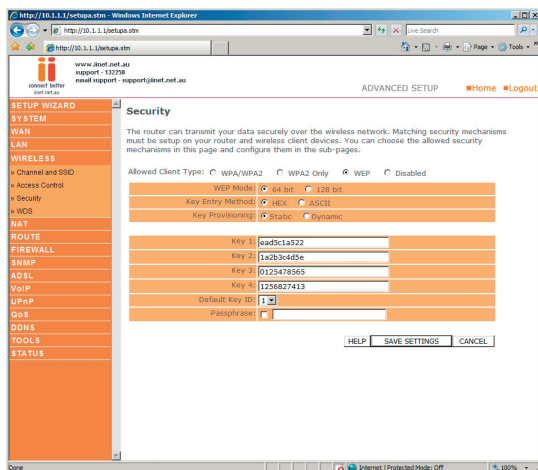 http://10.1.1.1/setupa.stm - Windows Internet Explorer
http://10.1.1.1/setupa.stm
Live Search
http://10.1.1.1/setupa.stm
Page
Tools
www.iinet.net.au
support - 132258
email support - support@iinet.net.au
connect better
iinet.net.au
ADVANCED SETUP
Home
Logout
SETUP WIZARD
SYSTEM
WAN
LAN
WIRELESS
» Channel and SSID
» Access Control
» Security
» WDS
NAT
ROUTE
FIREWALL
SNMP
ADSL
VoIP
UPnP
QoS
DDNS
TOOLS
STATUS
Security
The router can transmit your data securely over the wireless network. Matching security mechanisms
must be setup on your router and wireless client devices. You can choose the allowed security
mechanisms in this page and configure them in the sub-pages.
Allowed Client Type: WPA/WPA2 WPA2 Only WEP Disabled
WEP Mode: 64 bit 128 bit
Key Entry Method: HEX ASCII
Key Provisioning: Static Dynamic
Key 1: ead5c1a522
Key 2: 1a2b3c4d5e
Key 3: 0125478565
Key 4: 1256827413
Default Key ID: 1
Passphrase:
HELP SAVE SETTINGS CANCEL
Done
Internet | Protected Mode: Off
100%